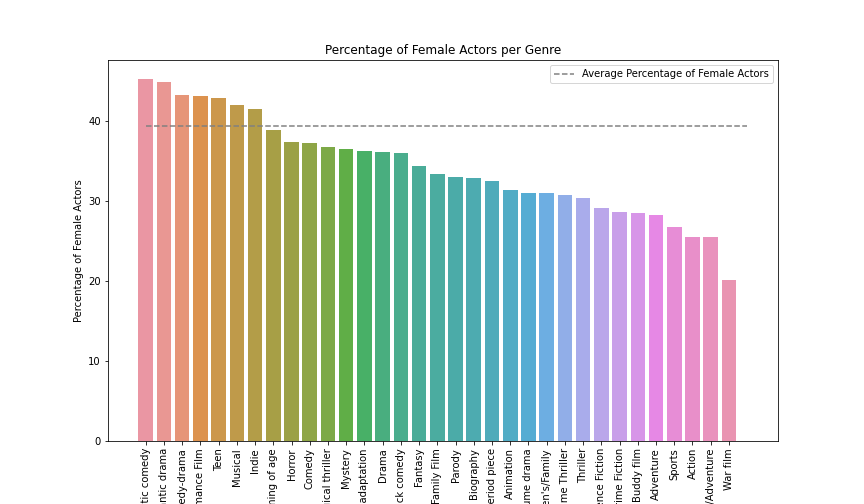 Percentage of Female Actors per Genre
Average Percentage of Female Actors
Percentage of Female Actors
40
30
20
10
0
tic comedy
ntic drama
edy-drama
mance Film
Teen
Musical
Indie
ning of age
Horror
Comedy
ical thriller
Mystery
adaptation
Drama
ck comedy
Fantasy
Family Film
Parody
Biography
eriod piece
Animation
me drama
en's/Family
me Thriller
Thriller
nce Fiction
ime Fiction
Buddy film
Adventure
Sports
Action
/Adventure
War film